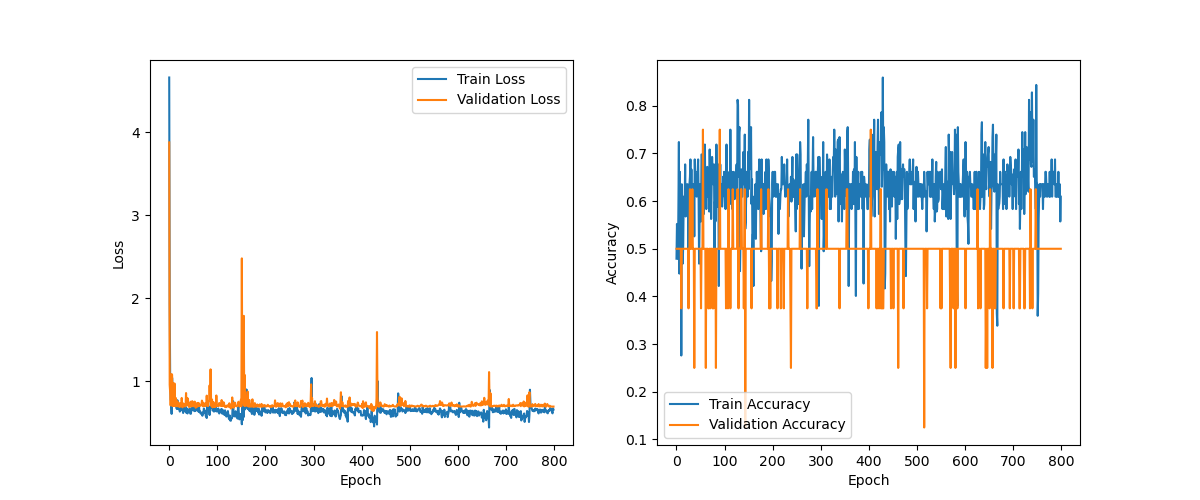 Train Loss
Validation Loss
4
3
2
1
Loss
0 100 200 300 400 500 600 700 800
Epoch
0.8
0.7
0.6
0.5
0.4
0.3
0.2
0.1
Accuracy
Train Accuracy
Validation Accuracy
0 100 200 300 400 500 600 700 800
Epoch